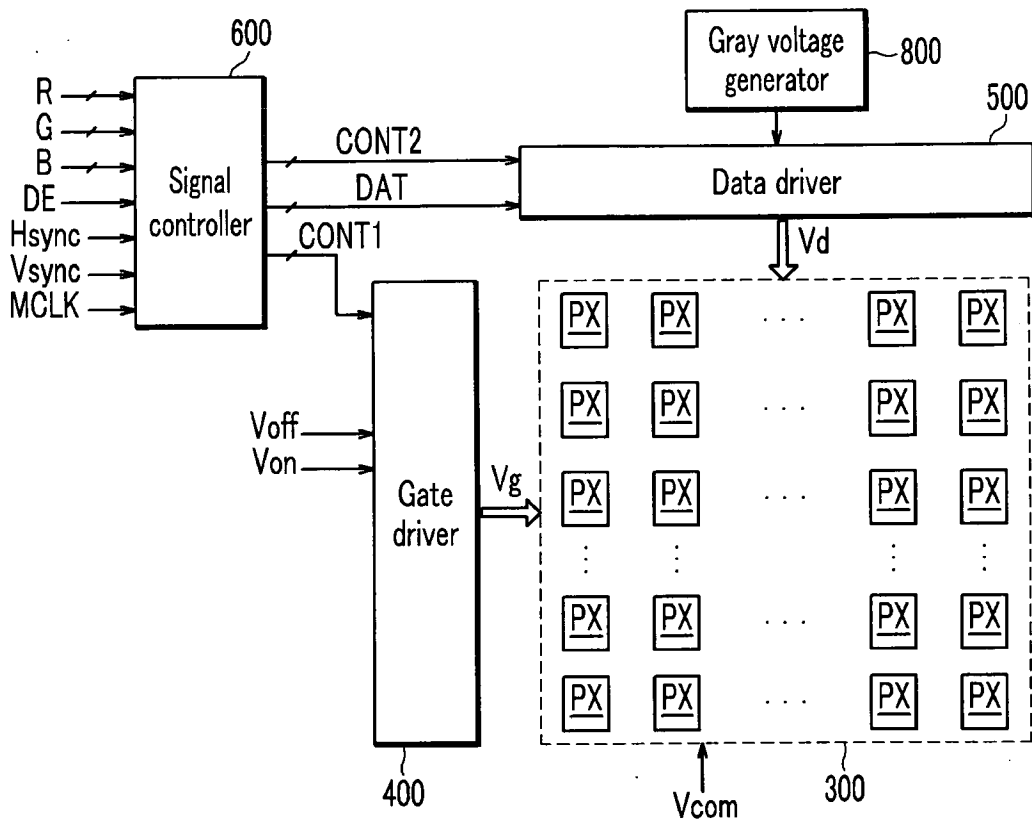 600
R
G
B
DE
Hsync
Vsync
MCLK
Signal
controller
CONT2
DAT
CONT1
Gray voltage
generator
800
500
Data driver
Vd
Voff
Von
Gate
driver
Vg
400
PX PX . . . PX PX
PX PX . . . PX PX
PX PX . . . PX PX
PX PX . . . PX PX
PX PX . . . PX PX
Vcom
300